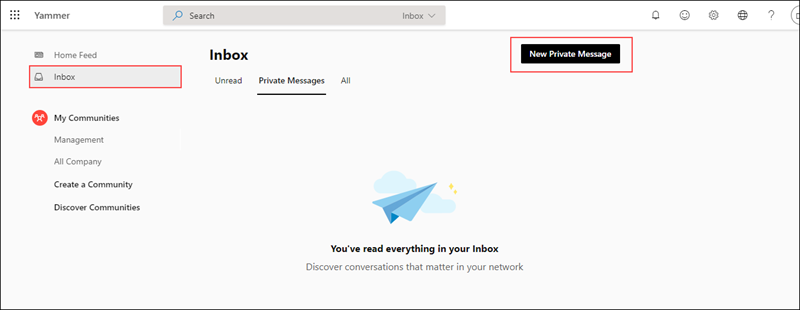 Yammer
Search
Inbox
Home Feed
Inbox
My Communities
Management
All Company
Create a Community
Discover Communities
Inbox
New Private Message
Unread
Private Messages
All
You've read everything in your Inbox
Discover conversations that matter in your network